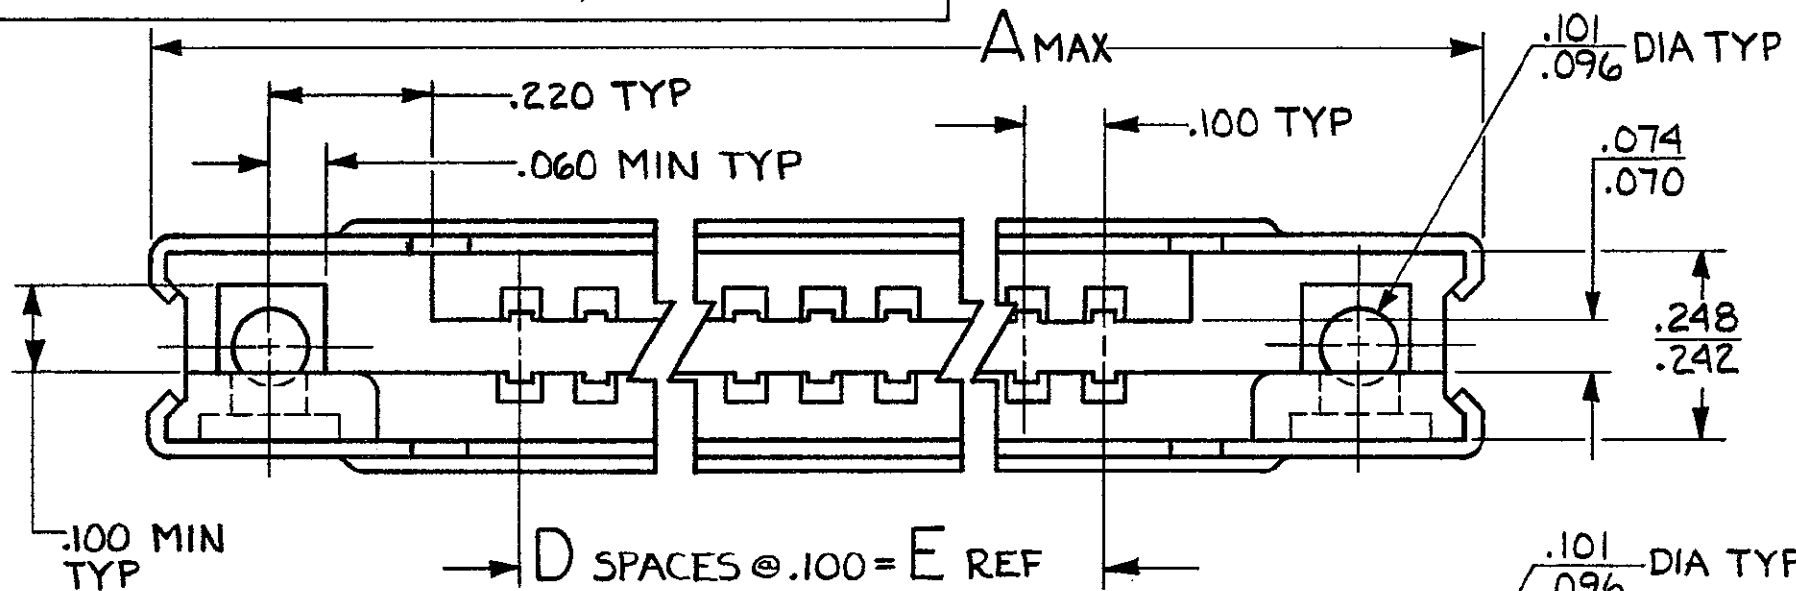 A MAX
.101
.096 DIA TYP
.220 TYP
.100 TYP
.060 MIN TYP
.074
.070
.248
.242
.100 MIN
TYP
D SPACES @ .100 = E REF
.101
.096 DIA TYP